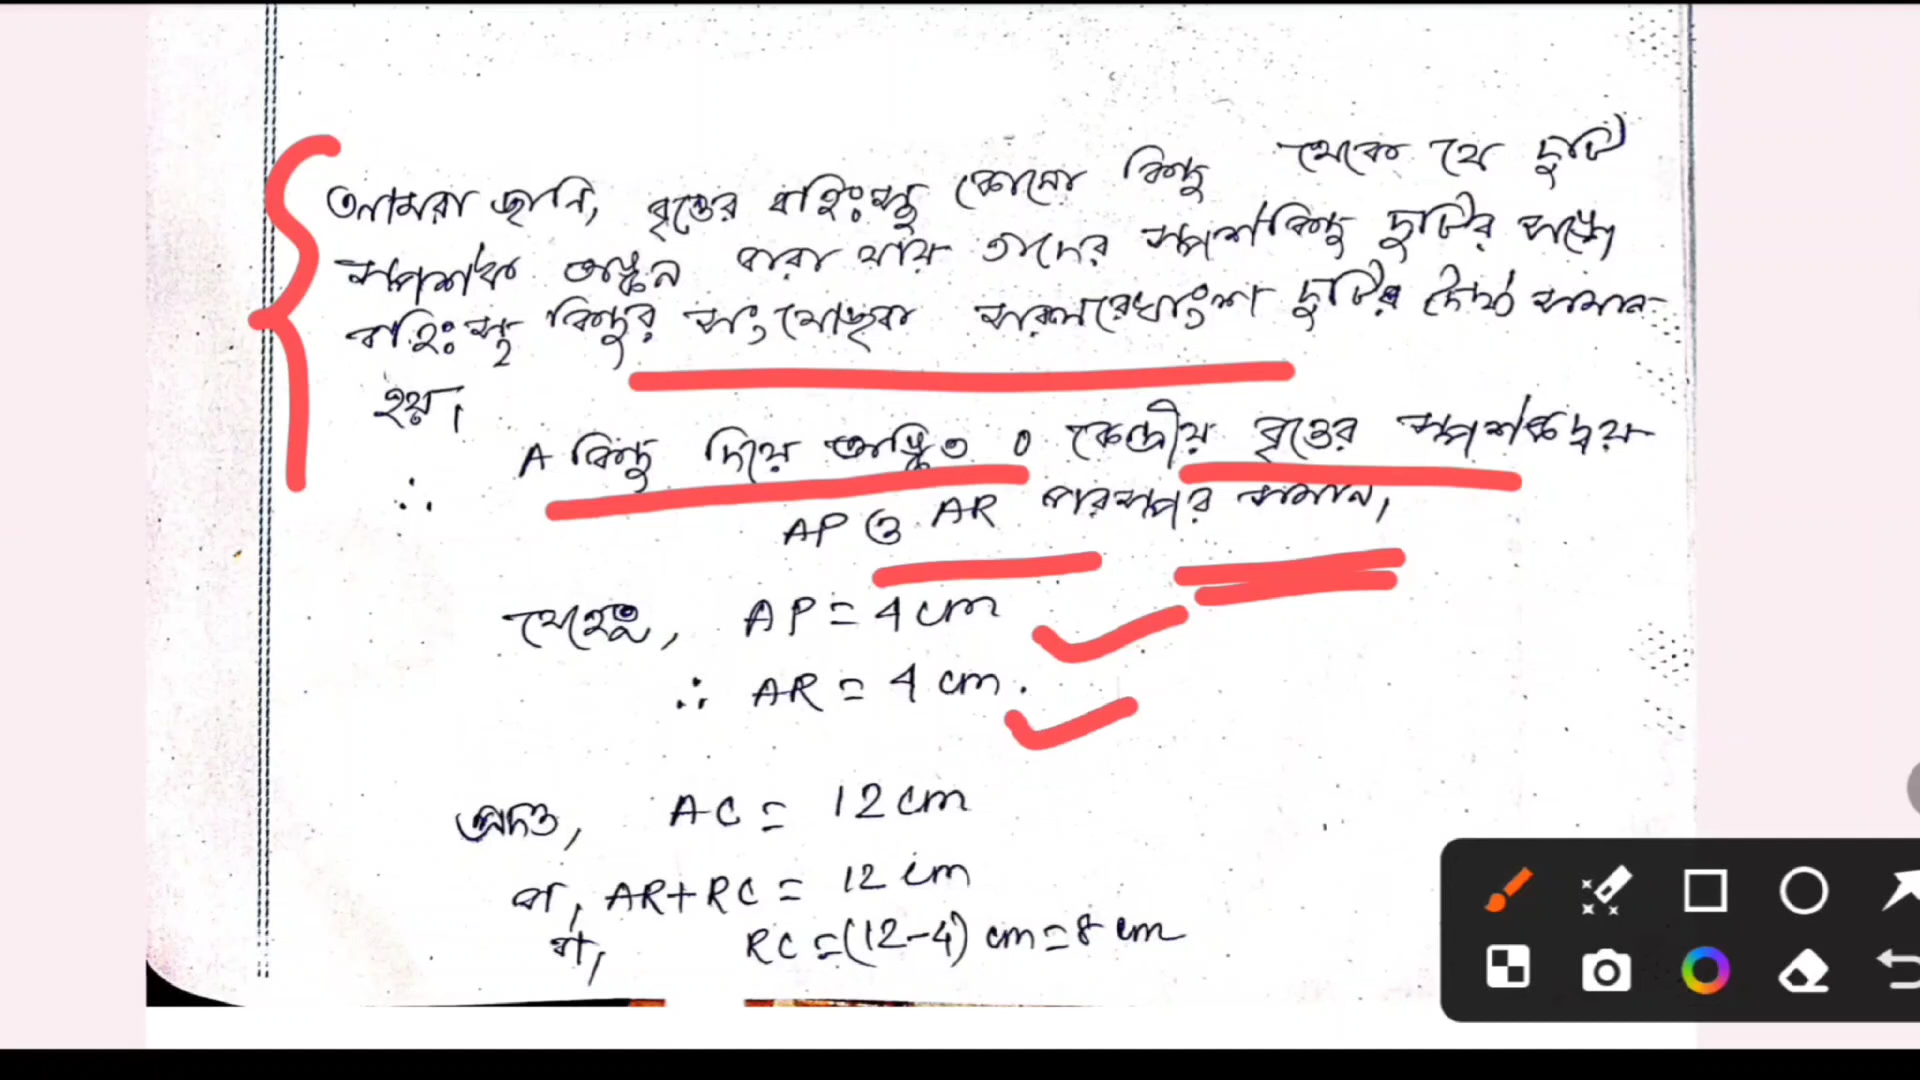 আমরা জানি, বৃত্তের বহিঃস্থ কোনো বিন্দু থেকে যে দুটি
স্পর্শক অঙ্কন করা যায় তাদের স্পর্শবিন্দু দুটির সঙ্গে
বহিঃস্থ বিন্দুর সংযোজক সরলরেখাংশ দুটির দৈর্ঘ্য সমান
হয়।
∴ A বিন্দু দিয়ে অঙ্কিত O কেন্দ্রীয় বৃত্তের স্পর্শকদ্বয়
AP ও AR পরস্পর সমান,
যেহেতু, AP = 4 cm
∴ AR = 4 cm.
প্রদত্ত, AC = 12 cm
বা, AR+RC = 12 cm
বা, RC = (12-4) cm = 8 cm